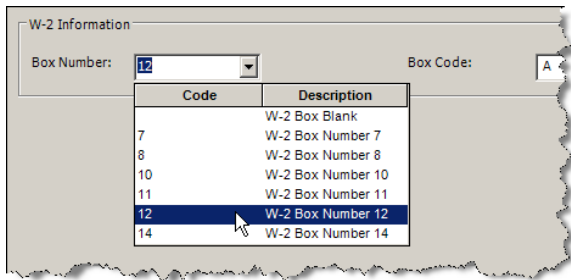 W-2 Information
Box Number: 12 Box Code: A
Code Description
W-2 Box Blank
7 W-2 Box Number 7
8 W-2 Box Number 8
10 W-2 Box Number 10
11 W-2 Box Number 11
12 W-2 Box Number 12
14 W-2 Box Number 14